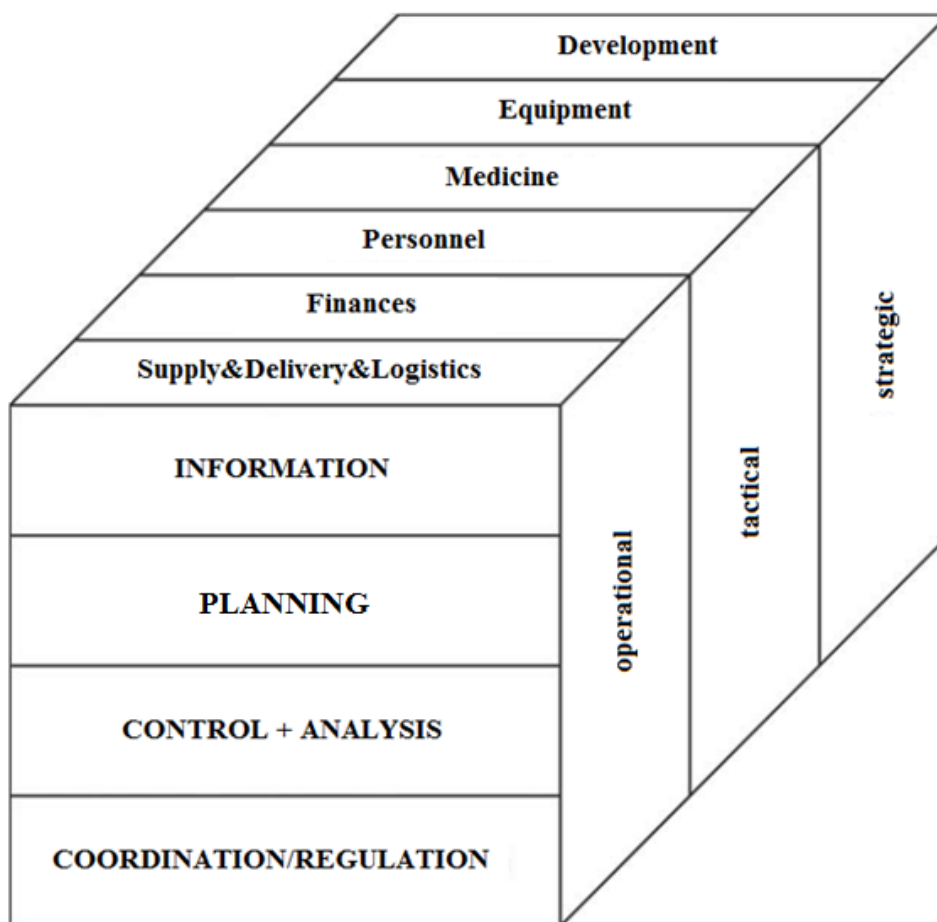 Development
Equipment
Medicine
Personnel
Finances
Supply&Delivery&Logistics
INFORMATION
PLANNING
CONTROL + ANALYSIS
COORDINATION/REGULATION
operational
tactical
strategic